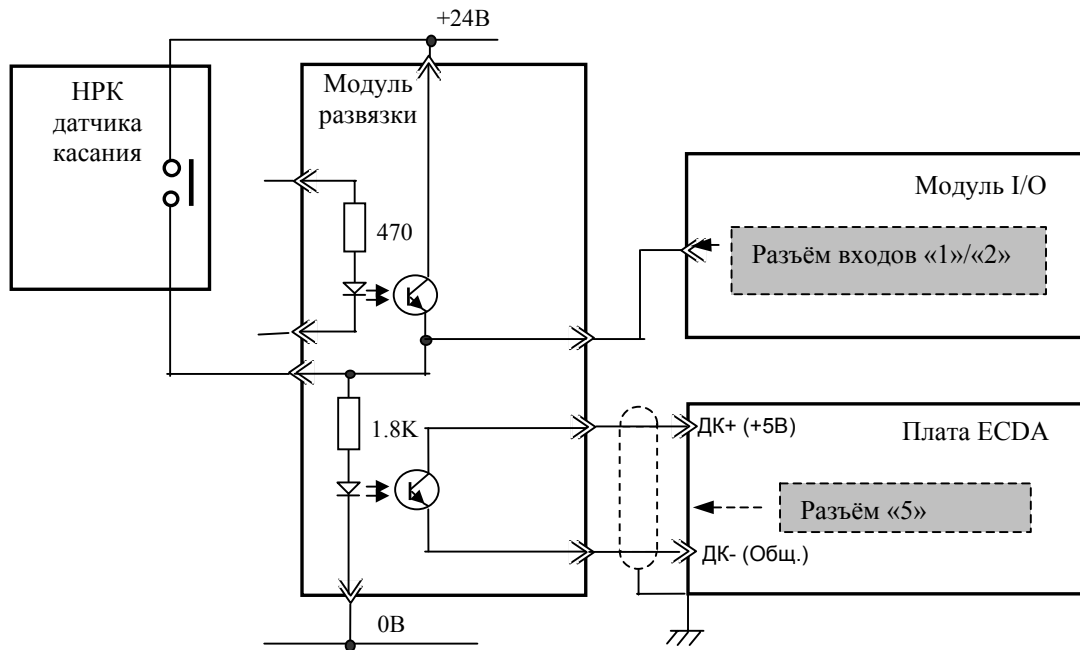 +24В
НРК
датчика
касания
Модуль
развязки
470
Модуль I/O
Разъём входов «1»/«2»
1.8K
ДК+ (+5В)
Плата ECDA
Разъём «5»
ДК- (Общ.)
0В